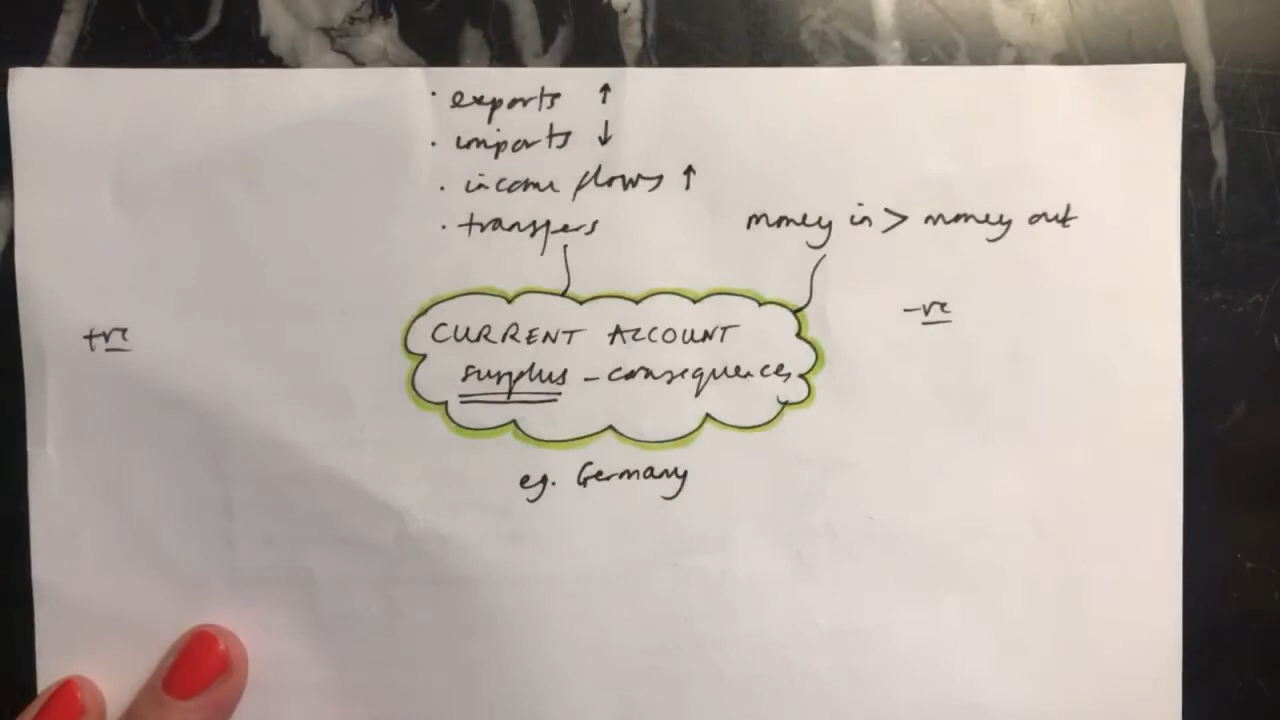 · exports ↑
· imports ↓
· income flows ↑
· transfers
money in > money out
+ve
-ve
CURRENT ACCOUNT
surplus - consequences
eg. Germany